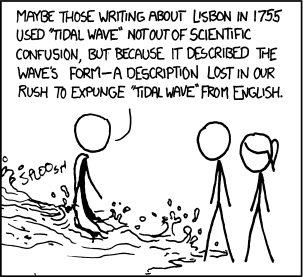 MAYBE THOSE WRITING ABOUT LISBON IN 1755
USED "TIDAL WAVE" NOT OUT OF SCIENTIFIC
CONFUSION, BUT BECAUSE IT DESCRIBED THE
WAVE'S FORM—A DESCRIPTION LOST IN OUR
RUSH TO EXPUNGE "TIDAL WAVE" FROM ENGLISH.
SPLOOSH